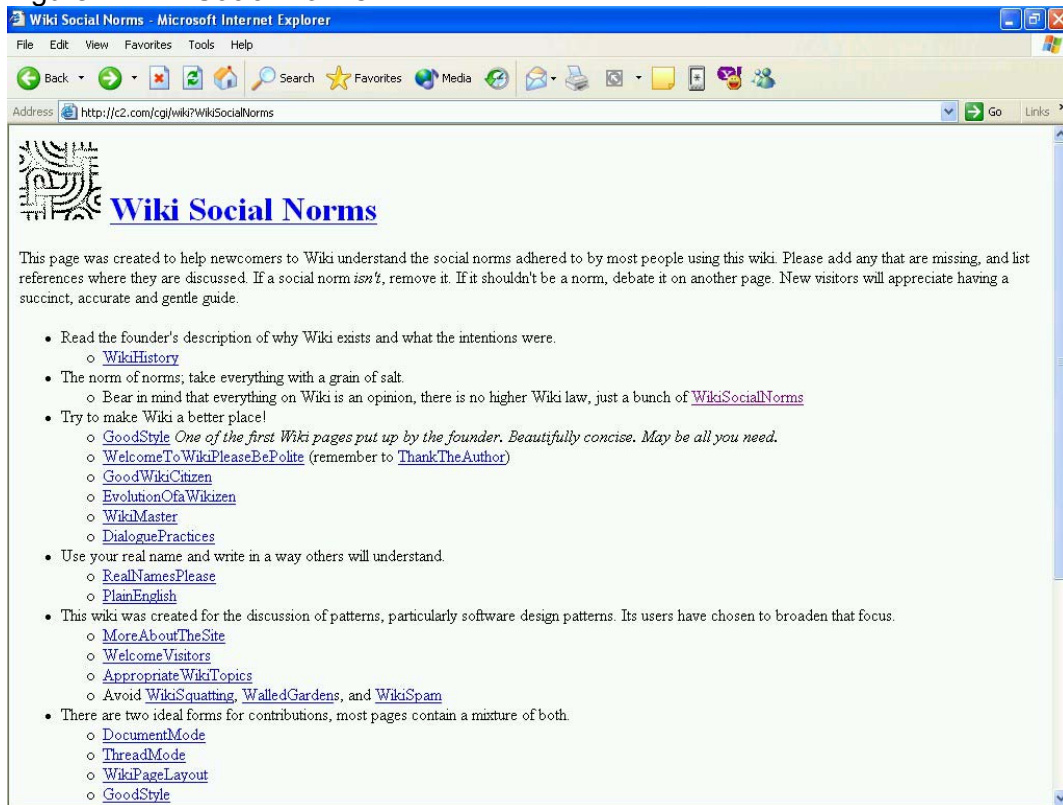 Wiki Social Norms - Microsoft Internet Explorer
File Edit View Favorites Tools Help
Back Search Favorites Media
Address http://c2.com/cgi/wiki?WikiSocialNorms Go Links
Wiki Social Norms
This page was created to help newcomers to Wiki understand the social norms adhered to by most people using this wiki. Please add any that are missing, and list
references where they are discussed. If a social norm isn't, remove it. If it shouldn't be a norm, debate it on another page. New visitors will appreciate having a
succinct, accurate and gentle guide.
• Read the founder's description of why Wiki exists and what the intentions were.
o WikiHistory
• The norm of norms; take everything with a grain of salt.
o Bear in mind that everything on Wiki is an opinion, there is no higher Wiki law, just a bunch of WikiSocialNorms
• Try to make Wiki a better place!
o GoodStyle One of the first Wiki pages put up by the founder. Beautifully concise. May be all you need.
o WelcomeToWikiPleaseBePolite (remember to ThankTheAuthor)
o GoodWikiCitizen
o EvolutionOfaWikizen
o WikiMaster
o DialoguePractices
• Use your real name and write in a way others will understand.
o RealNamesPlease
o PlainEnglish
• This wiki was created for the discussion of patterns, particularly software design patterns. Its users have chosen to broaden that focus.
o MoreAboutTheSite
o WelcomeVisitors
o AppropriateWikiTopics
o Avoid WikiSquatting, WalledGardens, and WikiSpam
• There are two ideal forms for contributions, most pages contain a mixture of both.
o DocumentMode
o ThreadMode
o WikiPageLayout
o GoodStyle